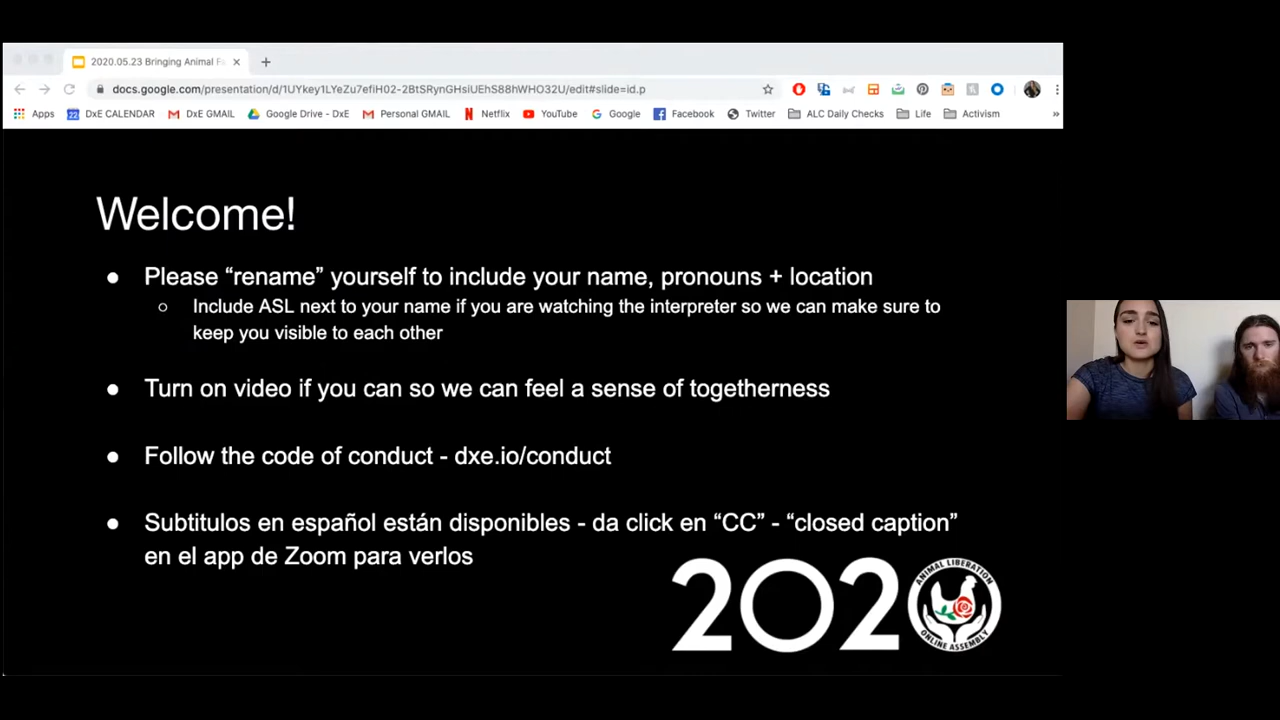 2020.05.23 Bringing Animal F
docs.google.com/presentation/d/1UYkey1LYeZu7efiH02-2BtSRynGHsiUEhS88hWHO32U/edit#slide=id.p
Apps DxE CALENDAR DxE GMAIL Google Drive - DxE Personal GMAIL Netflix YouTube Google Facebook Twitter ALC Daily Checks Life Activism »
Welcome!
Please “rename” yourself to include your name, pronouns + location
Include ASL next to your name if you are watching the interpreter so we can make sure to
keep you visible to each other
Turn on video if you can so we can feel a sense of togetherness
Follow the code of conduct - dxe.io/conduct
Subtitulos en español están disponibles - da click en “CC” - “closed caption”
en el app de Zoom para verlos
2020
ANIMAL LIBERATION
ONLINE ASSEMBLY